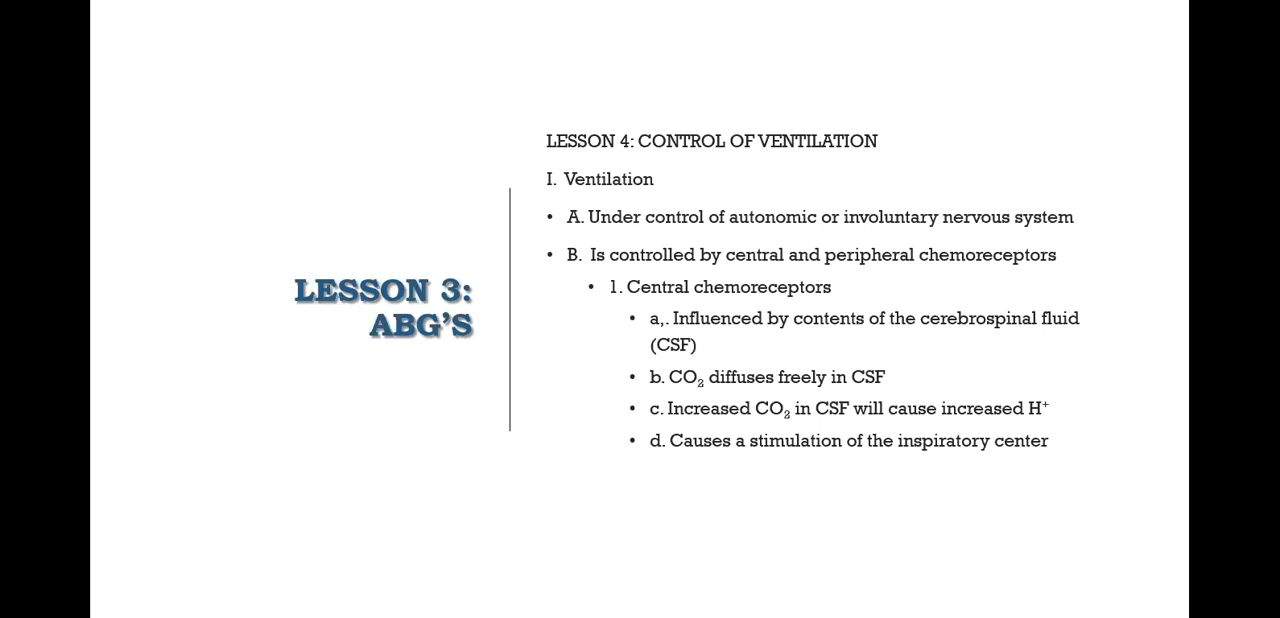 LESSON 3:
ABG'S
LESSON 4: CONTROL OF VENTILATION
I. Ventilation
• A. Under control of autonomic or involuntary nervous system
• B. Is controlled by central and peripheral chemoreceptors
• 1. Central chemoreceptors
• a,. Influenced by contents of the cerebrospinal fluid
(CSF)
• b. CO₂ diffuses freely in CSF
• c. Increased CO₂ in CSF will cause increased H⁺
• d. Causes a stimulation of the inspiratory center